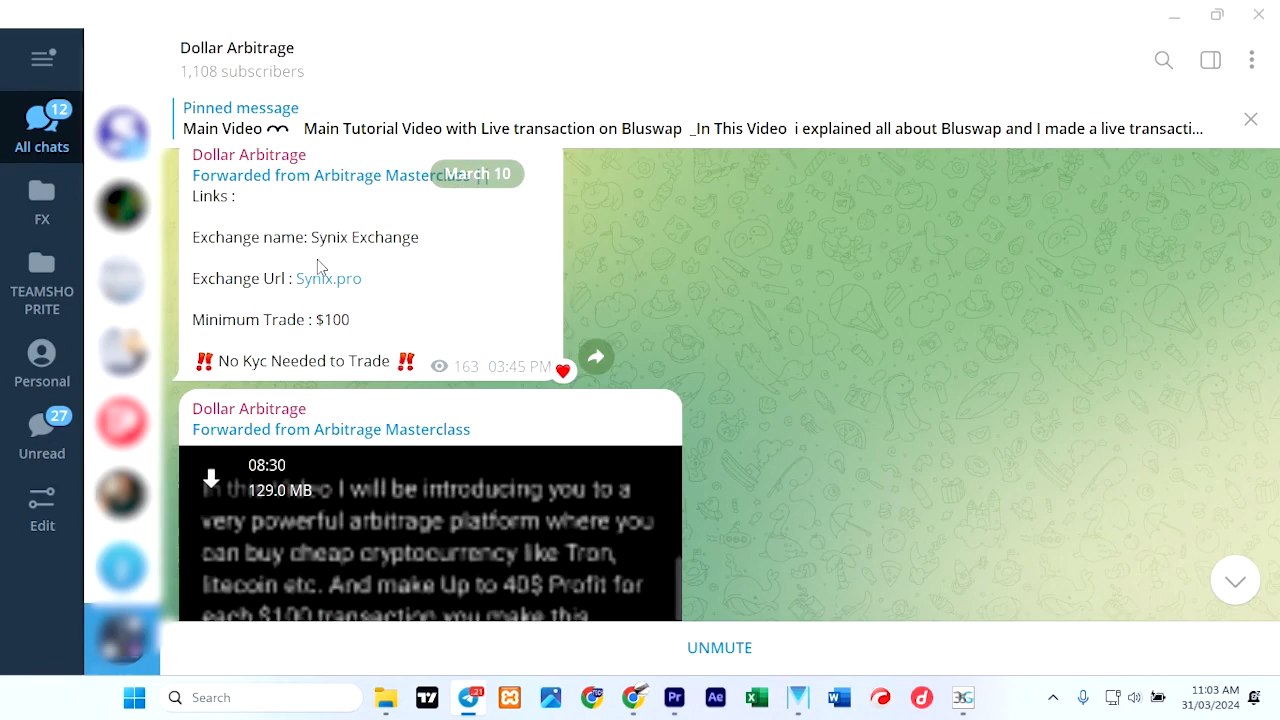 Dollar Arbitrage
1,108 subscribers
Pinned message
Main Video Main Tutorial Video with Live transaction on Bluswap _In This Video i explained all about Bluswap and I made a live transacti...
12
All chats
FX
TEAMSHO
PRITE
Personal
27
Unread
Edit
Dollar Arbitrage
March 10
Forwarded from Arbitrage
Links :
Exchange name: Synix Exchange
Exchange Url : Synix.pro
Minimum Trade : $100
‼️ No Kyc Needed to Trade ‼️ 163 03:45 PM
Dollar Arbitrage
Forwarded from Arbitrage Masterclass
08:30
129.0 MB
In this video I will be introducing you to a
very powerful arbitrage platform where you
can buy cheap cryptocurrency like Tron,
litecoin etc. And make Up to 40$ Profit for
each $100 transaction you make this
UNMUTE
Search
21
11:03 AM
31/03/2024